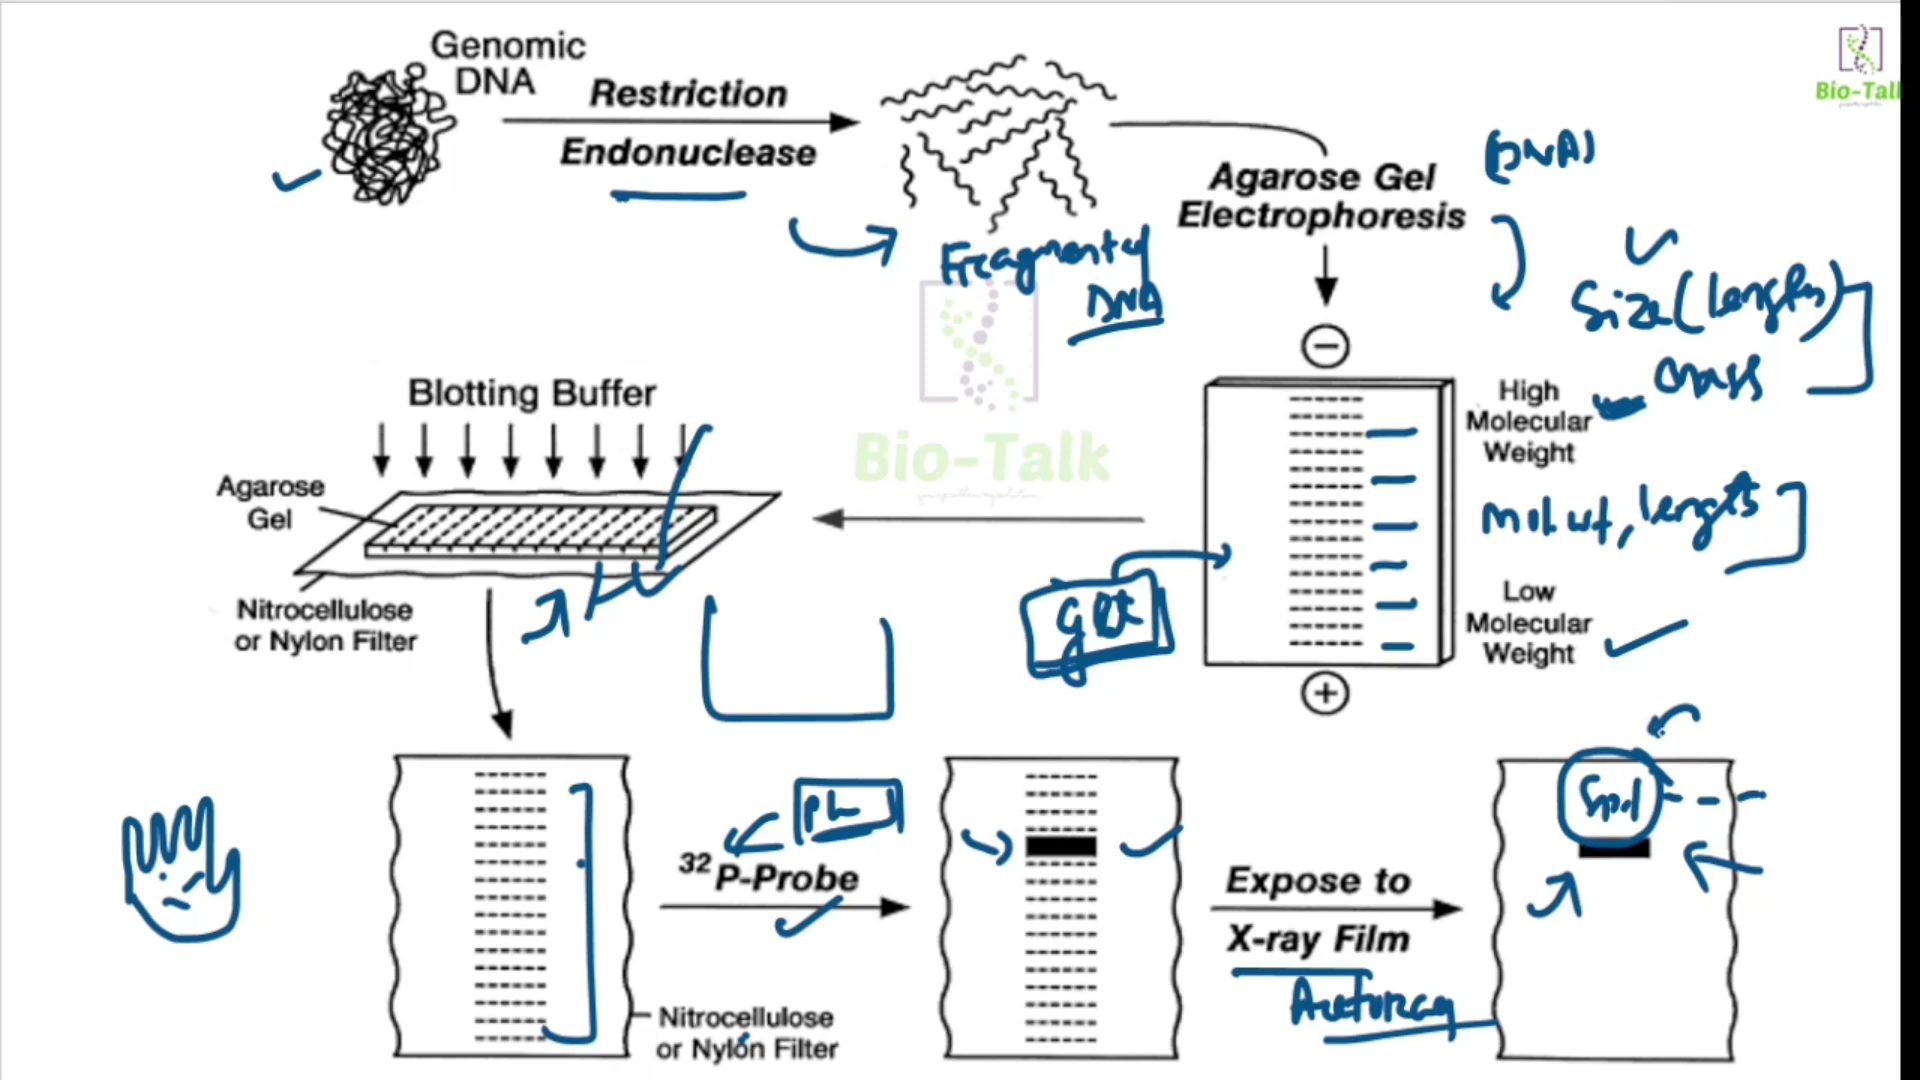 Genomic
DNA
Restriction
Endonuclease
Bio-Talk
Agarose Gel
Electrophoresis
(DNA)
Fragmented
DNA
Size (length)
mass
High
Molecular
Weight
Mol wt, length
Low
Molecular
Weight
gel
Blotting Buffer
Agarose
Gel
Nitrocellulose
or Nylon Filter
Bio-Talk
32P-Probe
Nitrocellulose
or Nylon Filter
Expose to
X-ray Film